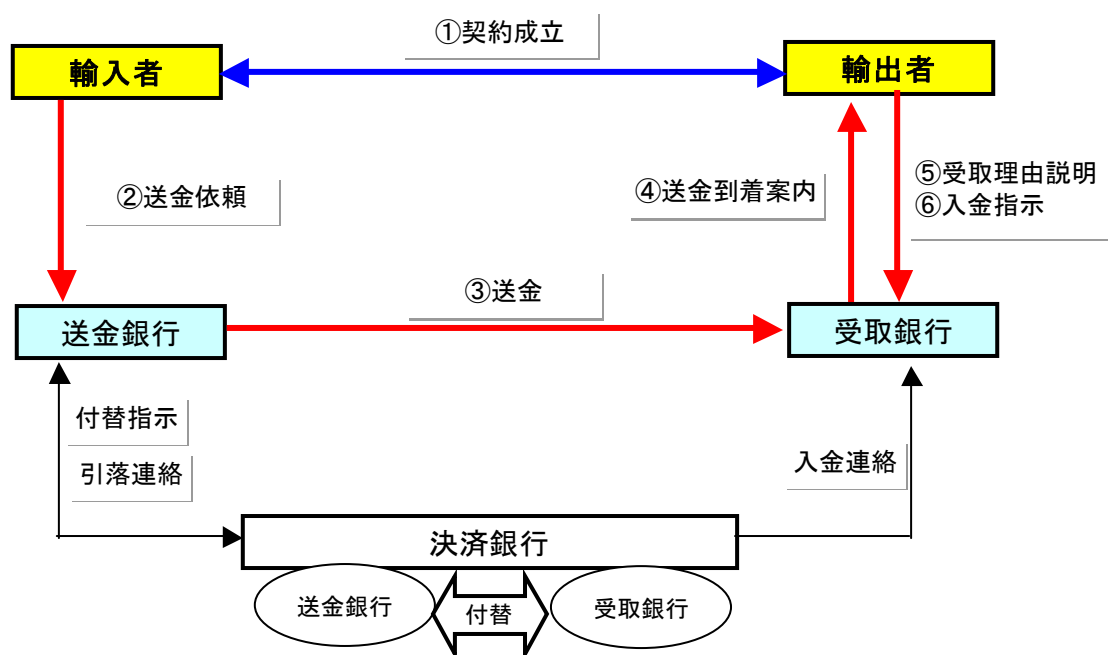 ①契約成立
輸入者
輸出者
②送金依頼
④送金到着案内
⑤受取理由説明
⑥入金指示
③送金
送金銀行
受取銀行
付替指示
引落連絡
入金連絡
決済銀行
送金銀行
付替
受取銀行